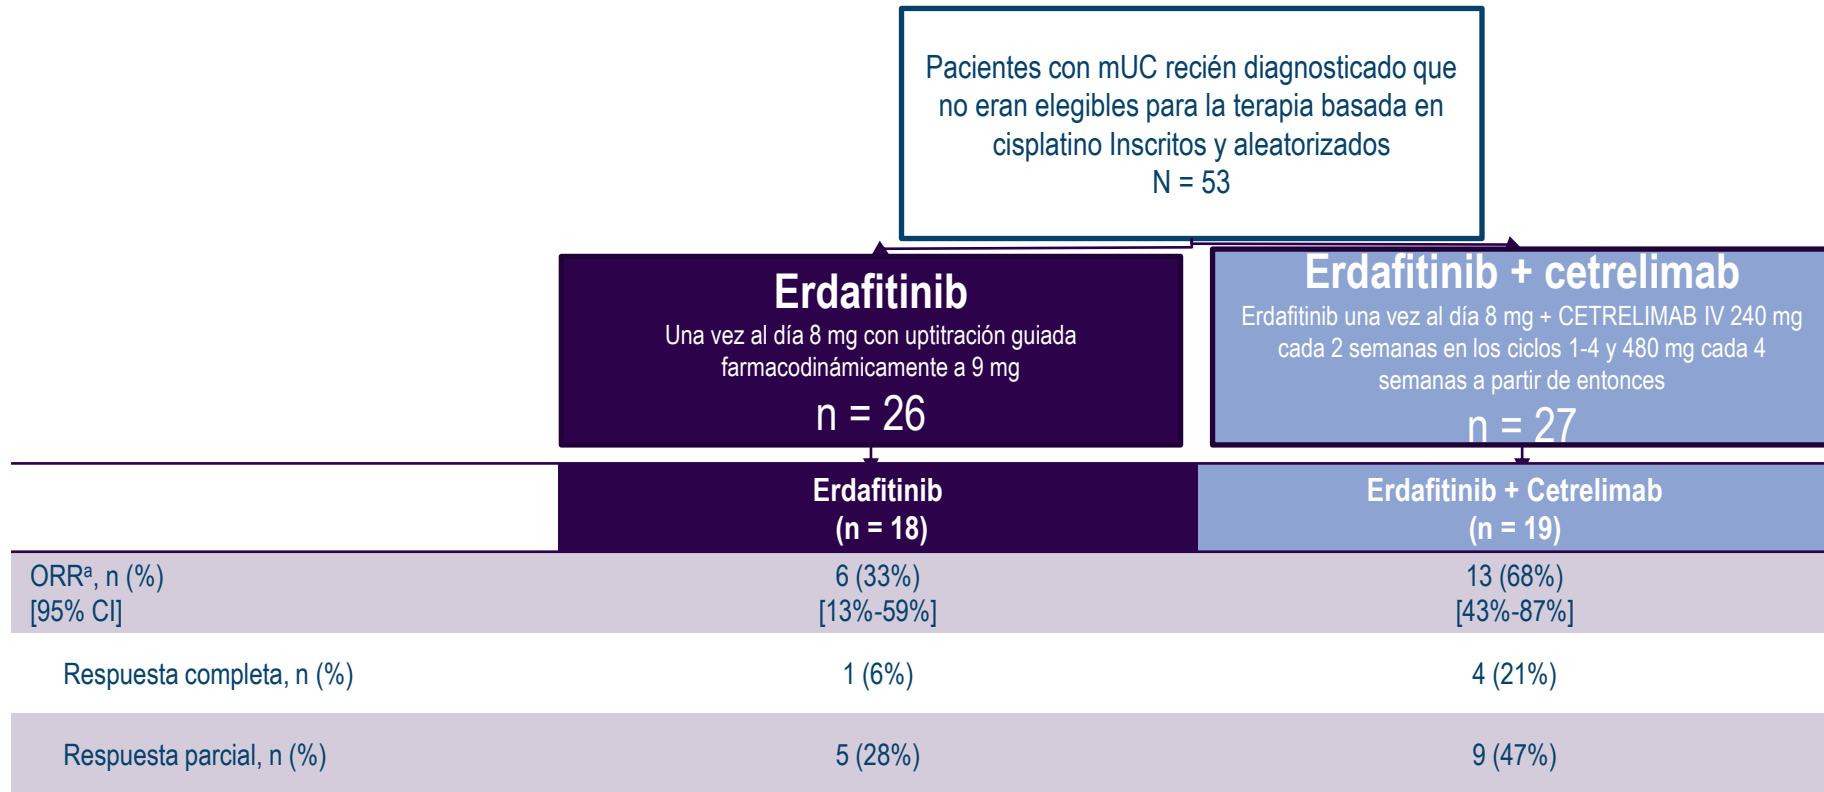 Pacientes con mUC recién diagnosticado que
no eran elegibles para la terapia basada en
cisplatino Inscritos y aleatorizados
N = 53
Erdafitinib
Una vez al día 8 mg con uptitración guiada
farmacodinámicamente a 9 mg
n = 26
Erdafitinib + cetrelimab
Erdafitinib una vez al día 8 mg + CETRELIMAB IV 240 mg
cada 2 semanas en los ciclos 1-4 y 480 mg cada 4
semanas a partir de entonces
n = 27
Erdafitinib
(n = 18)
Erdafitinib + Cetrelimab
(n = 19)
ORRᵃ, n (%)
[95% CI]
6 (33%)
[13%-59%]
13 (68%)
[43%-87%]
Respuesta completa, n (%)
1 (6%)
4 (21%)
Respuesta parcial, n (%)
5 (28%)
9 (47%)